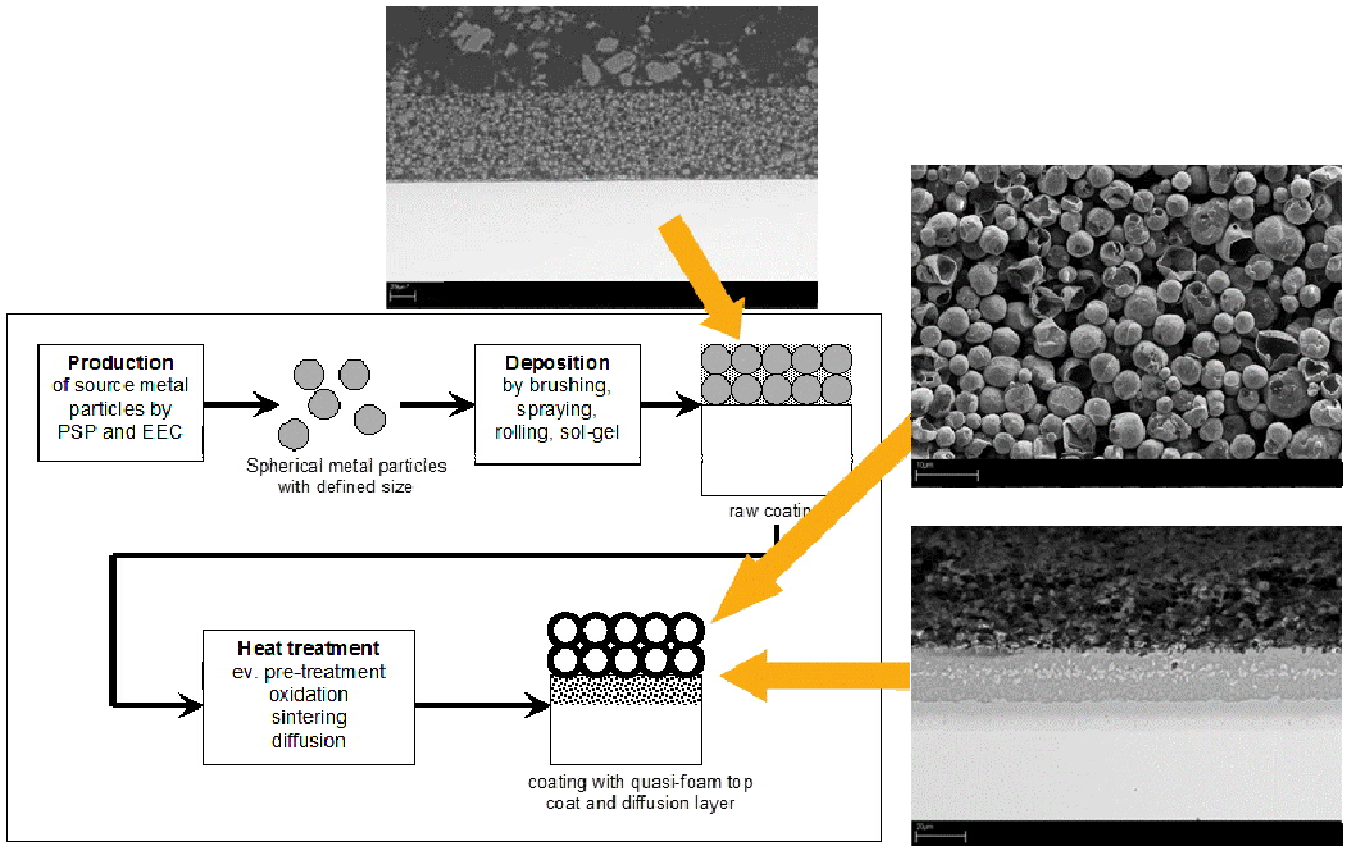 Production
of source metal
particles by
PSP and EEC
Spherical metal particles
with defined size
Deposition
by brushing,
spraying,
rolling, sol-gel
raw coatin
Heat treatment
ev. pre-treatment
oxidation
sintering
diffusion
coating with quasi-foam top
coat and diffusion layer
10µm
20µm